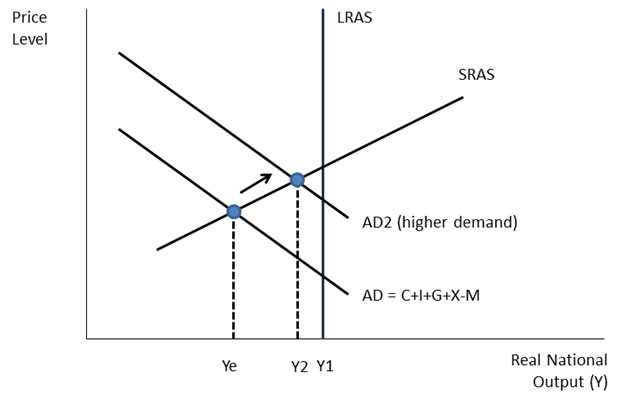 Price
Level
LRAS
SRAS
AD2 (higher demand)
AD = C+I+G+X-M
Ye
Y2
Y1
Real National
Output (Y)